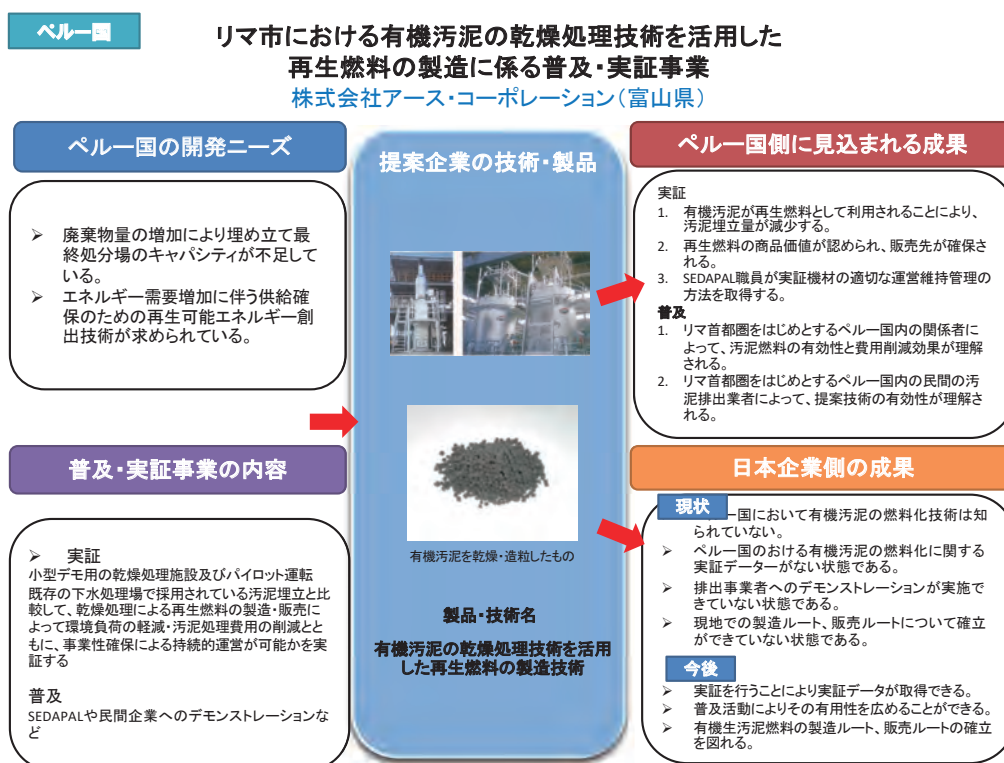 ペルー国
リマ市における有機汚泥の乾燥処理技術を活用した
再生燃料の製造に係る普及・実証事業
株式会社アース・コーポレーション（富山県）
ペルー国の開発ニーズ
➢ 廃棄物量の増加により埋め立て最
終処分場のキャパシティが不足して
いる。
➢ エネルギー需要増加に伴う供給確
保のための再生可能エネルギー創
出技術が求められている。
普及・実証事業の内容
➢ 実証
小型デモ用の乾燥処理施設及びパイロット運転
既存の下水処理場で採用されている汚泥埋立と比
較して、乾燥処理による再生燃料の製造・販売に
よって環境負荷の軽減・汚泥処理費用の削減とと
もに、事業性確保による持続的運営が可能かを実
証する
普及
SEDAPALや民間企業へのデモンストレーションな
ど
提案企業の技術・製品
有機汚泥を乾燥・造粒したもの
製品・技術名
有機汚泥の乾燥処理技術を活用
した再生燃料の製造技術
ペルー国側に見込まれる成果
実証
1. 有機汚泥が再生燃料として利用されることにより、
汚泥埋立量が減少する。
2. 再生燃料の商品価値が認められ、販売先が確保さ
れる。
3. SEDAPAL職員が実証機材の適切な運営維持管理の
方法を取得する。
普及
1. リマ首都圏をはじめとするペルー国内の関係者に
よって、汚泥燃料の有効性と費用削減効果が理解
される。
2. リマ首都圏をはじめとするペルー国内の民間の汚
泥排出業者によって、提案技術の有効性が理解さ
れる。
日本企業側の成果
現状
ー国において有機汚泥の燃料化技術は知
られていない。
➢ ペルー国のおける有機汚泥の燃料化に関する
実証データーがない状態である。
➢ 排出事業者へのデモンストレーションが実施で
きていない状態である。
➢ 現地での製造ルート、販売ルートについて確立
ができていない状態である。
今後
➢ 実証を行うことにより実証データが取得できる。
➢ 普及活動によりその有用性を広めることができる。
➢ 有機生汚泥燃料の製造ルート、販売ルートの確立
を図れる。